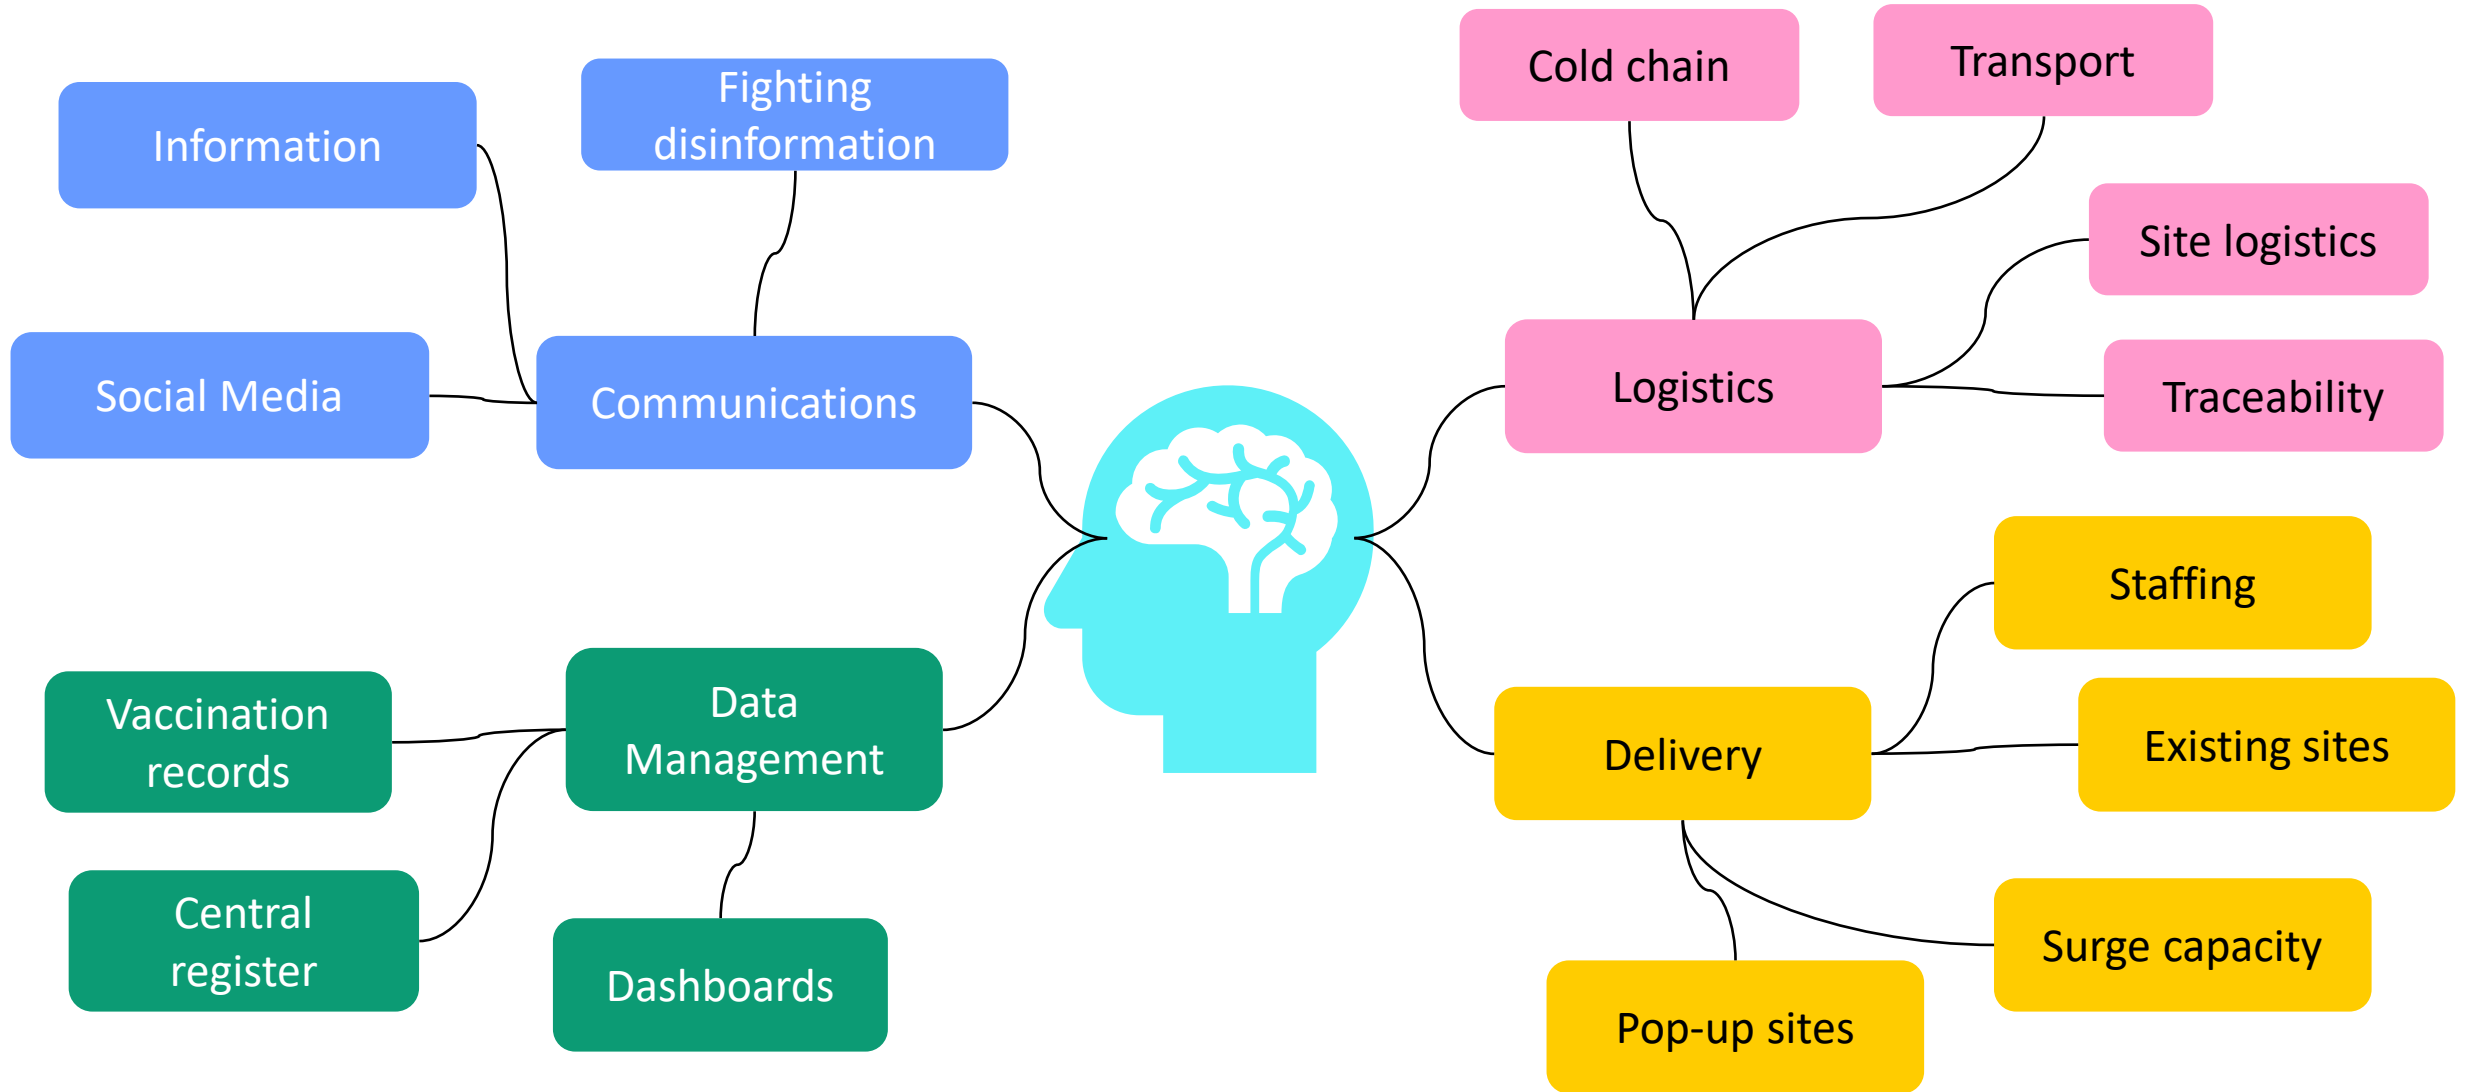 Information
Fighting
disinformation
Social Media
Communications
Cold chain
Transport
Site logistics
Logistics
Traceability
Vaccination
records
Data
Management
Central
register
Dashboards
Staffing
Delivery
Existing sites
Surge capacity
Pop-up sites